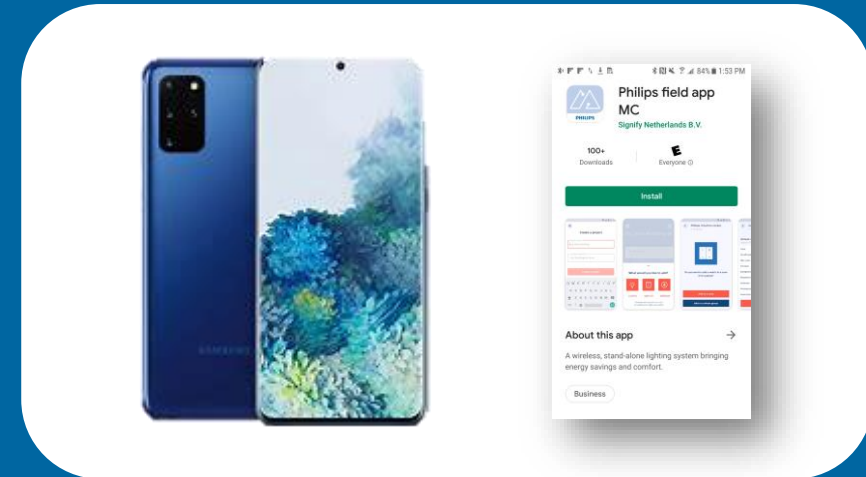 SAMSUNG
84% 1:53 PM
PHILIPS
Philips field app
MC
Signify Netherlands B.V.
100+
Downloads
E
Everyone
Install
About this app
A wireless, stand-alone lighting system bringing
energy savings and comfort.
Business